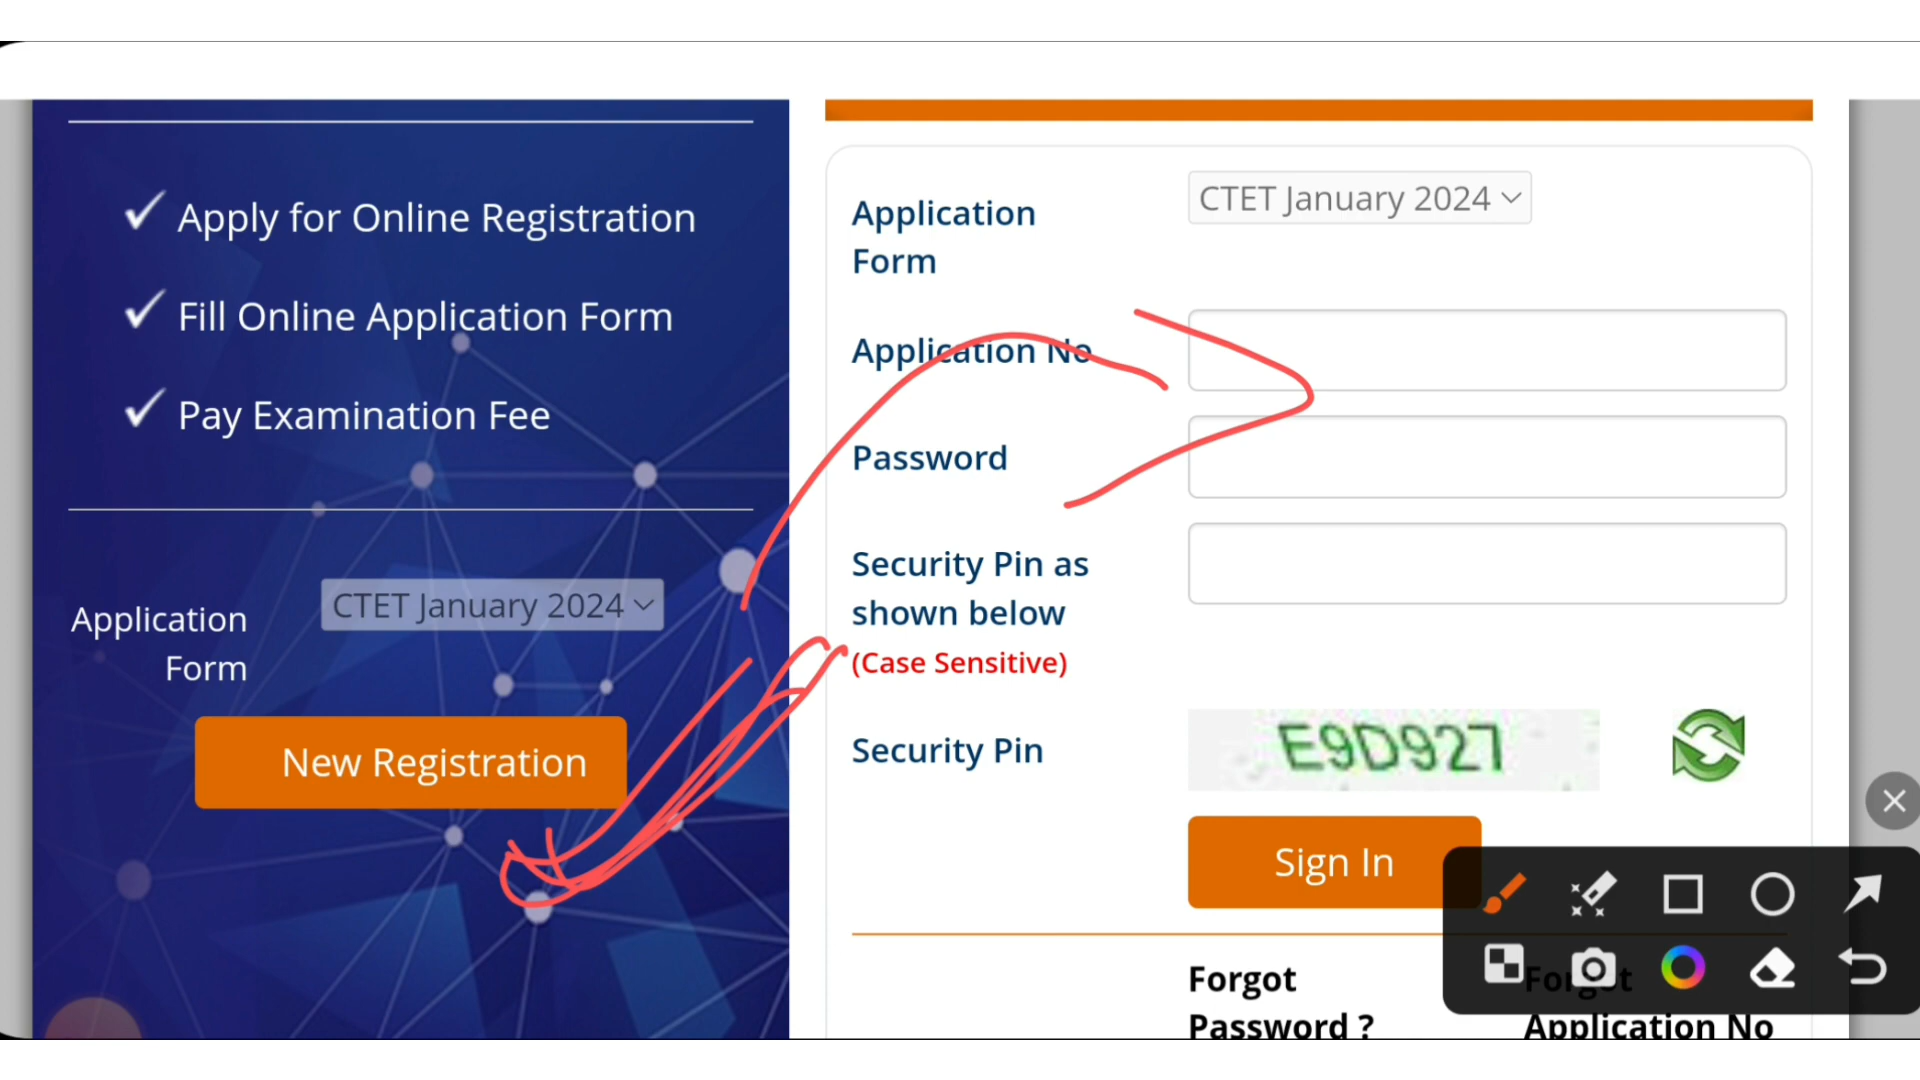 Apply for Online Registration
Fill Online Application Form
Pay Examination Fee
Application
Form
CTET January 2024
New Registration
Application
Form
CTET January 2024
Application No
Password
Security Pin as
shown below
(Case Sensitive)
Security Pin
E9D927
Sign In
Forgot
Password ?
Forgot
Application No